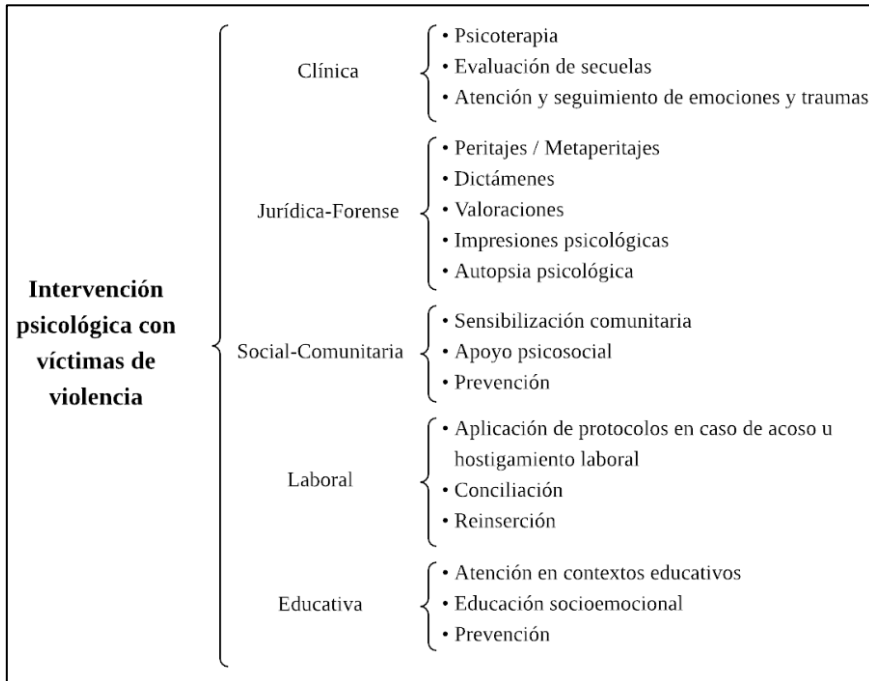 Intervención
psicológica con
víctimas de
violencia
Clínica
• Psicoterapia
• Evaluación de secuelas
• Atención y seguimiento de emociones y traumas
Jurídica-Forense
• Peritajes / Metaperitajes
• Dictámenes
• Valoraciones
• Impresiones psicológicas
• Autopsia psicológica
Social-Comunitaria
• Sensibilización comunitaria
• Apoyo psicosocial
• Prevención
Laboral
• Aplicación de protocolos en caso de acoso u
hostigamiento laboral
• Conciliación
• Reinserción
Educativa
• Atención en contextos educativos
• Educación socioemocional
• Prevención